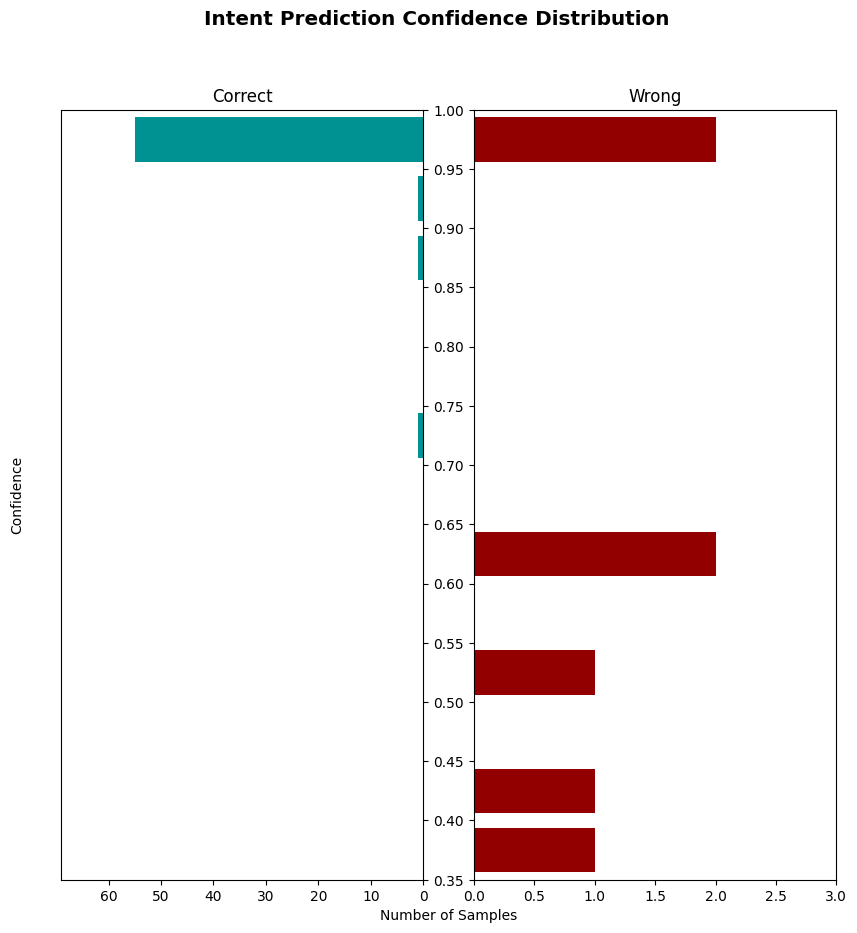 Intent Prediction Confidence Distribution
Correct
Wrong
1.00
0.95
0.90
0.85
0.80
0.75
0.70
0.65
0.60
0.55
0.50
0.45
0.40
0.35
Confidence
60 50 40 30 20 10 0
0.0 0.5 1.0 1.5 2.0 2.5 3.0
Number of Samples